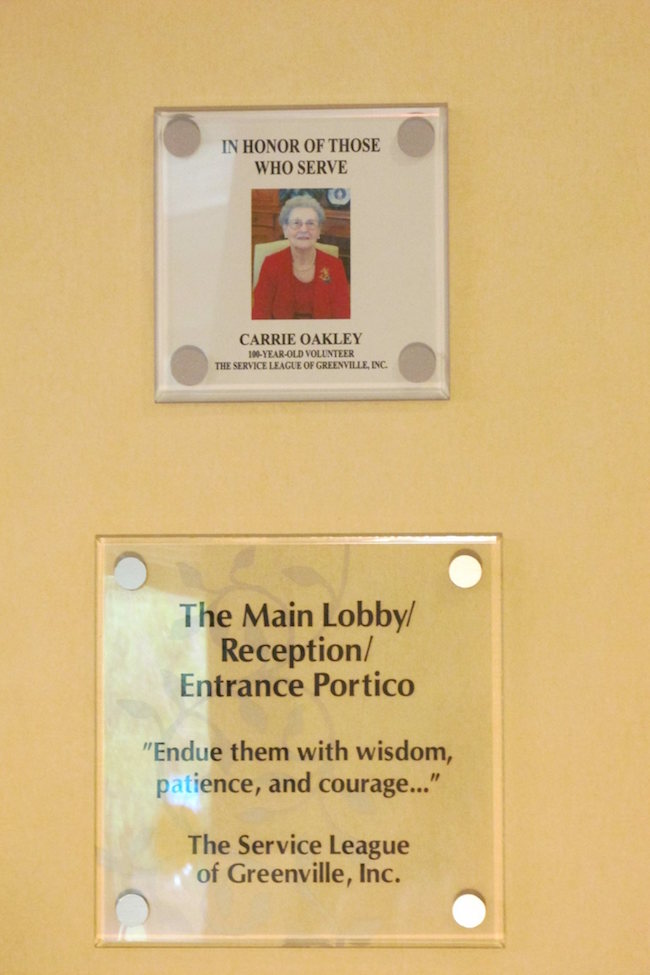 IN HONOR OF THOSE
WHO SERVE
CARRIE OAKLEY
100-YEAR-OLD VOLUNTEER
THE SERVICE LEAGUE OF GREENVILLE, INC.
The Main Lobby/
Reception/
Entrance Portico
"Endue them with wisdom,
patience, and courage..."
The Service League
of Greenville, Inc.